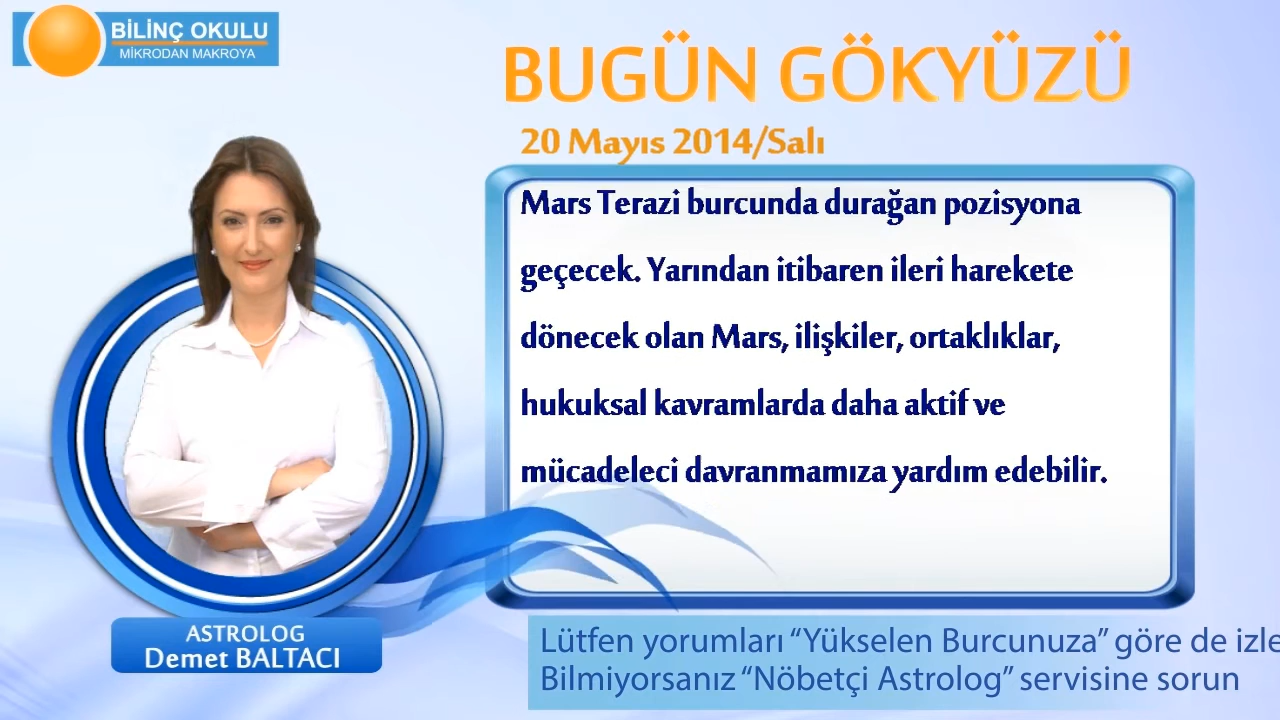 BİLİNÇ OKULU
MİKRODAN MAKROYA
BUGÜN GÖKYÜZÜ
20 Mayıs 2014/Salı
Mars Terazi burcunda durağan pozisyona
geçecek. Yarından itibaren ileri harekete
dönecek olan Mars, ilişkiler, ortaklıklar,
hukuksal kavramlarda daha aktif ve
mücadeleci davranmamıza yardım edebilir.
ASTROLOG
Demet BALTACI
Lütfen yorumları “Yükselen Burcunuza” göre de izle
Bilmiyorsanız “Nöbetçi Astrolog” servisine sorun